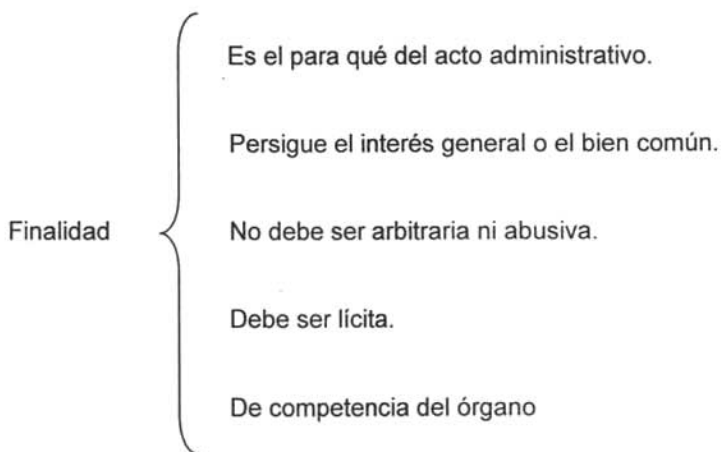 Es el para qué del acto administrativo.
Persigue el interés general o el bien común.
Finalidad
No debe ser arbitraria ni abusiva.
Debe ser lícita.
De competencia del órgano